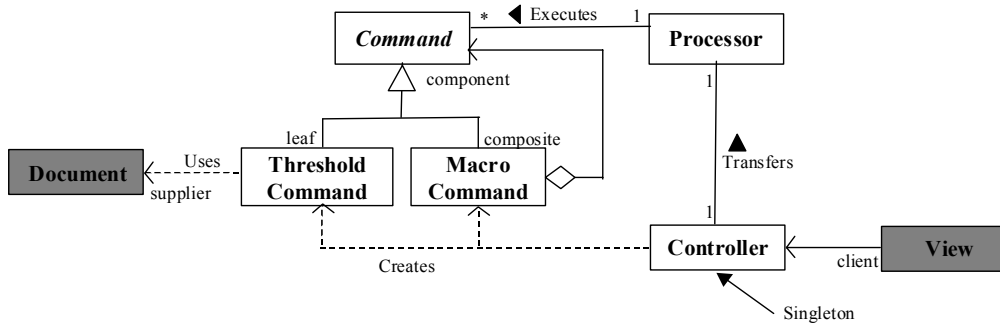 * Executes 1
Command
Processor
component
1
leaf
composite
Transfers
Document
Uses
supplier
Threshold
Command
Macro
Command
1
Controller
View
client
Creates
Singleton